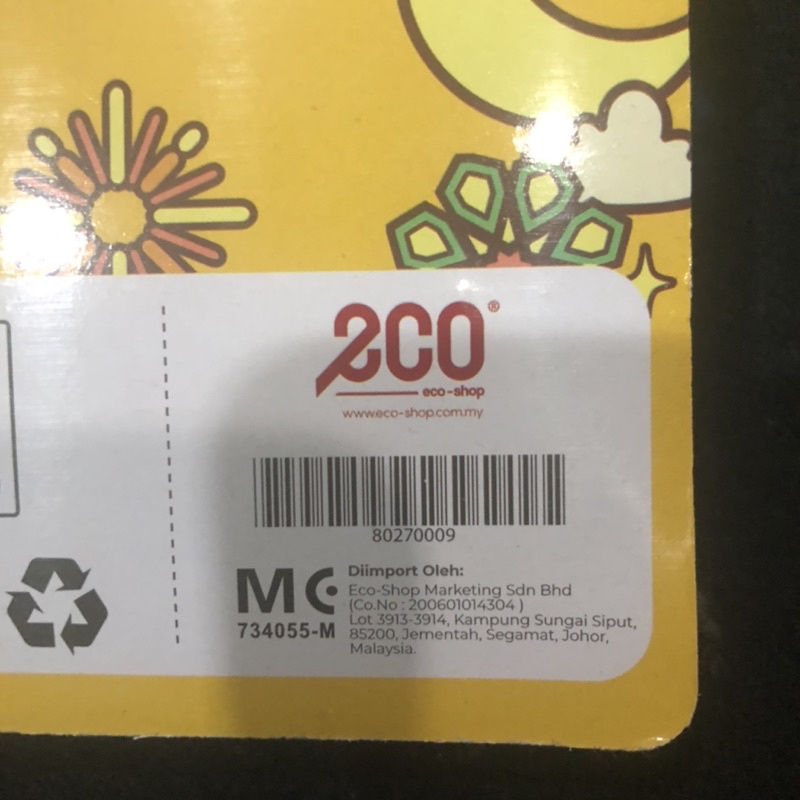 eco®
eco-shop
www.eco-shop.com.my
80270009
MC
734055-M
Diimport Oleh:
Eco-Shop Marketing Sdn Bhd
(Co.No : 200601014304 )
Lot 3913-3914, Kampung Sungai Siput,
85200, Jementah, Segamat, Johor,
Malaysia.